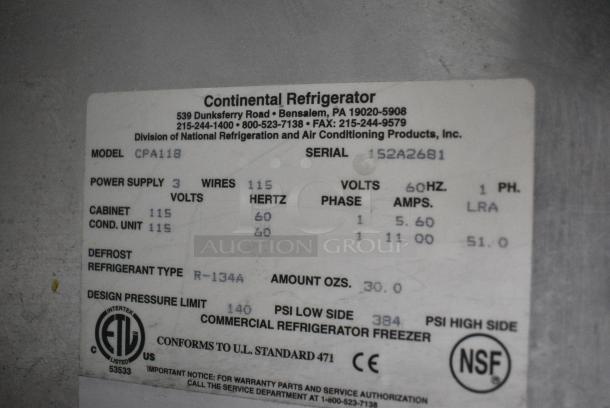 Continental Refrigerator
539 Dunksferry Road • Bensalem, PA 19020-5908
215-244-1400 • 800-523-7138 • FAX: 215-244-9579
Division of National Refrigeration and Air Conditioning Products, Inc.
MODEL CPA118 SERIAL 152A2681
POWER SUPPLY 3 WIRES 115 VOLTS 60 HZ. 1 PH.
VOLTS HERTZ PHASE AMPS. LRA
CABINET 115 60 1 5.60
COND. UNIT 115 60 1 11.00 51.0
AUCTION GROUP
DEFROST
REFRIGERANT TYPE R-134A AMOUNT OZS. 30.0
DESIGN PRESSURE LIMIT 140 PSI LOW SIDE 384 PSI HIGH SIDE
COMMERCIAL REFRIGERATOR FREEZER
INTERTEK
ETL
LISTED
C US
53533
CONFORMS TO U.L. STANDARD 471 CE
NSF
IMPORTANT NOTICE: FOR WARRANTY PARTS AND SERVICE AUTHORIZATION
CALL THE SERVICE DEPARTMENT AT 1-800-523-7138